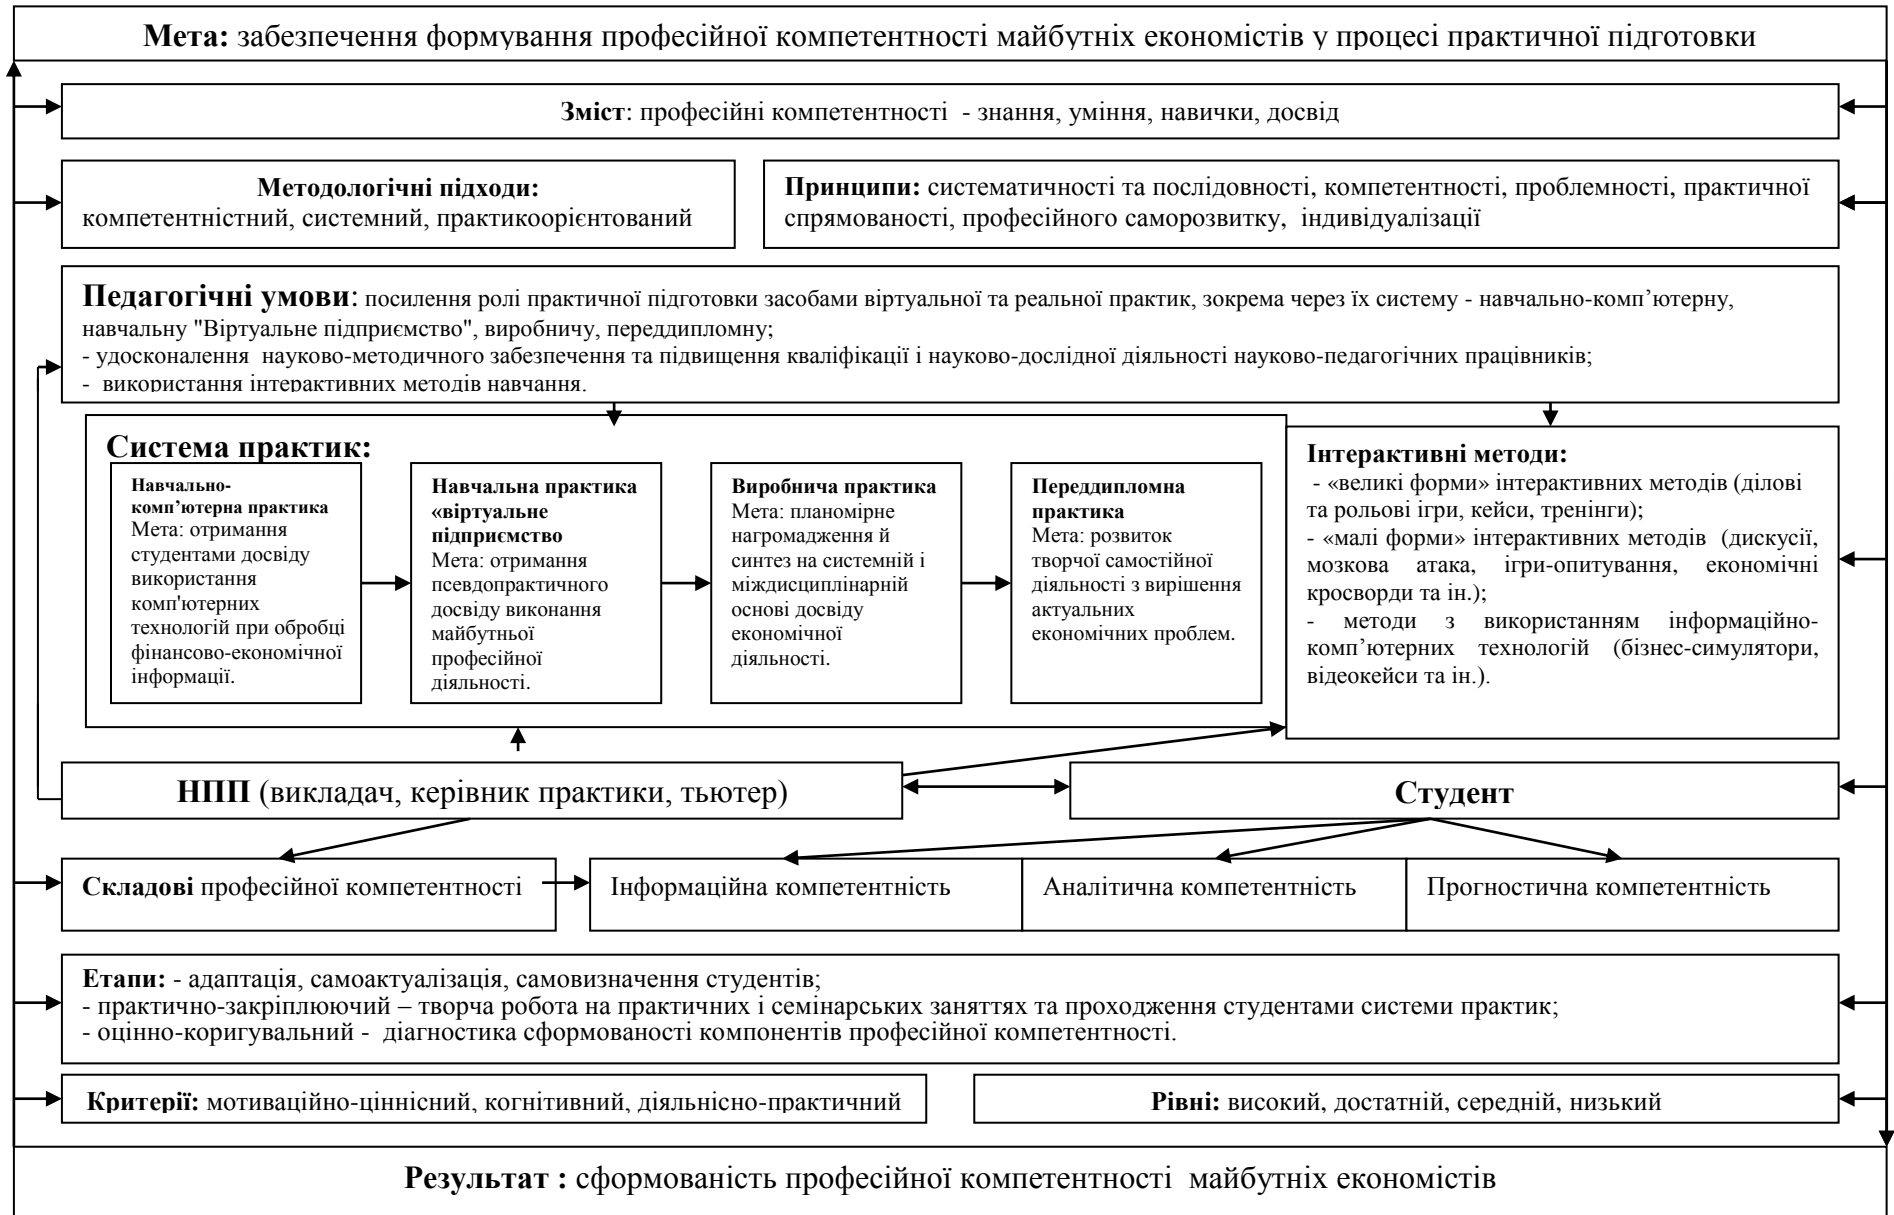 Мета: забезпечення формування професійної компетентності майбутніх економістів у процесі практичної підготовки
Зміст: професійні компетентності - знання, уміння, навички, досвід
Методологічні підходи:
компетентністний, системний, практикоорієнтований
Принципи: систематичності та послідовності, компетентності, проблемності, практичної
спрямованості, професійного саморозвитку, індивідуалізації
Педагогічні умови: посилення ролі практичної підготовки засобами віртуальної та реальної практик, зокрема через їх систему - навчально-комп’ютерну,
навчальну "Віртуальне підприємство", виробничу, переддипломну;
- удосконалення науково-методичного забезпечення та підвищення кваліфікації і науково-дослідної діяльності науково-педагогічних працівників;
- використання інтерактивних методів навчання.
Система практик:
Навчально-
комп’ютерна практика
Мета: отримання
студентами досвіду
використання
комп'ютерних
технологій при обробці
фінансово-економічної
інформації.
Навчальна практика
«віртуальне
підприємство
Мета: отримання
псевдопрактичного
досвіду виконання
майбутньої
професійної
діяльності.
Виробнича практика
Мета: планомірне
нагромадження й
синтез на системній і
міждисциплінарній
основі досвіду
економічної
діяльності.
Переддипломна
практика
Мета: розвиток
творчої самостійної
діяльності з вирішення
актуальних
економічних проблем.
Інтерактивні методи:
- «великі форми» інтерактивних методів (ділові
та рольові ігри, кейси, тренінги);
- «малі форми» інтерактивних методів (дискусії,
мозкова атака, ігри-опитування, економічні
кросворди та ін.);
- методи з використанням інформаційно-
комп’ютерних технологій (бізнес-симулятори,
відеокейси та ін.).
НПП (викладач, керівник практики, тьютер)
Студент
Складові професійної компетентності
Інформаційна компетентність
Аналітична компетентність
Прогностична компетентність
Етапи: - адаптація, самоактуалізація, самовизначення студентів;
- практично-закріплюючий – творча робота на практичних і семінарських заняттях та проходження студентами системи практик;
- оцінно-коригувальний - діагностика сформованості компонентів професійної компетентності.
Критерії: мотиваційно-ціннісний, когнітивний, діяльнісно-практичний
Рівні: високий, достатній, середній, низький
Результат : сформованість професійної компетентності майбутніх економістів